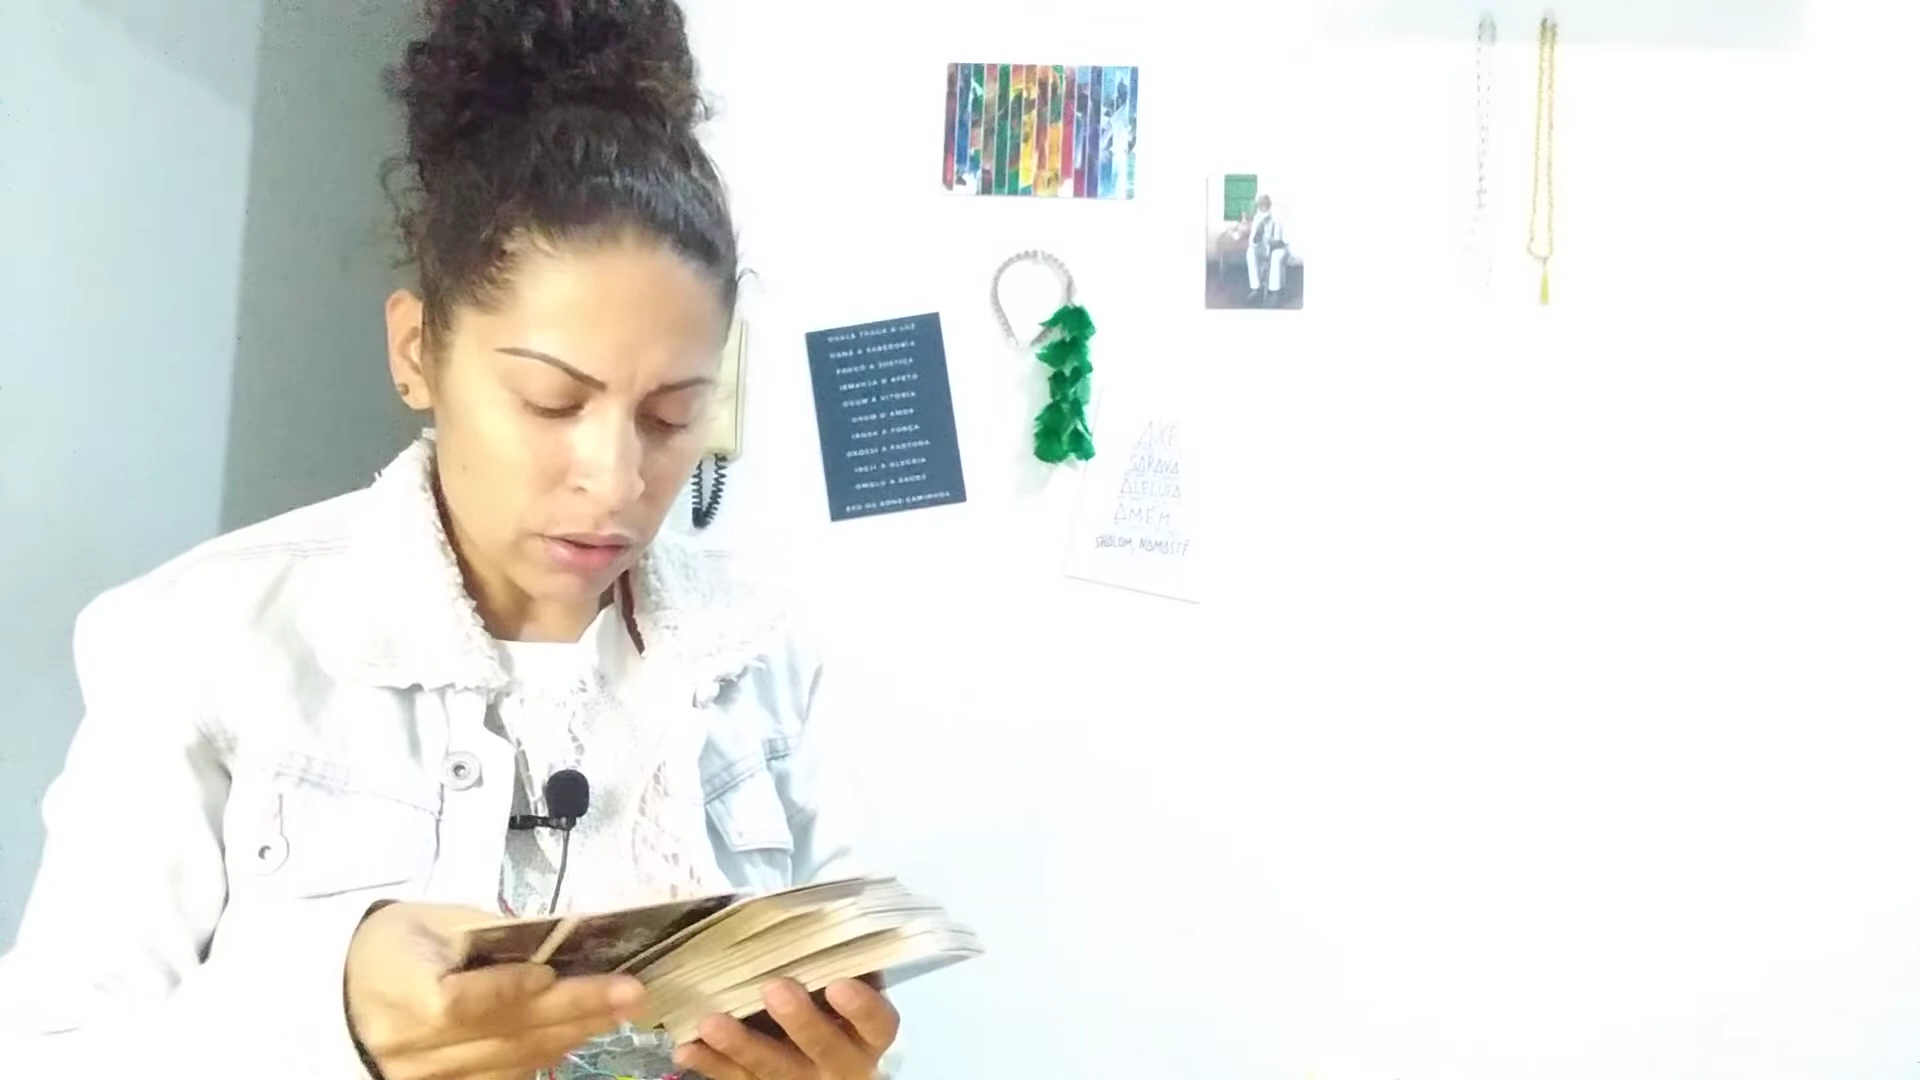 OXALÁ TRAGA A LUZ
NANÃ A SABEDORIA
XANGÔ A JUSTIÇA
IEMANJÁ O AFETO
OGUM A VITÓRIA
OXUM O AMOR
IANSÃ A FORÇA
OXÓSSI A FARTURA
IBEJI A ALEGRIA
OMOLU A SAÚDE
EXU OS BONS CAMINHOS
AXÉ
SARAVÁ
ALELUIA
AMÉM
SHALOM, NAMASTÊ